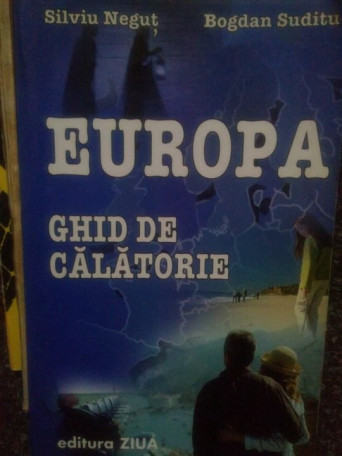 Silviu Neguț Bogdan Suditu
EUROPA
GHID DE
CĂLĂTORIE
editura ZIUA